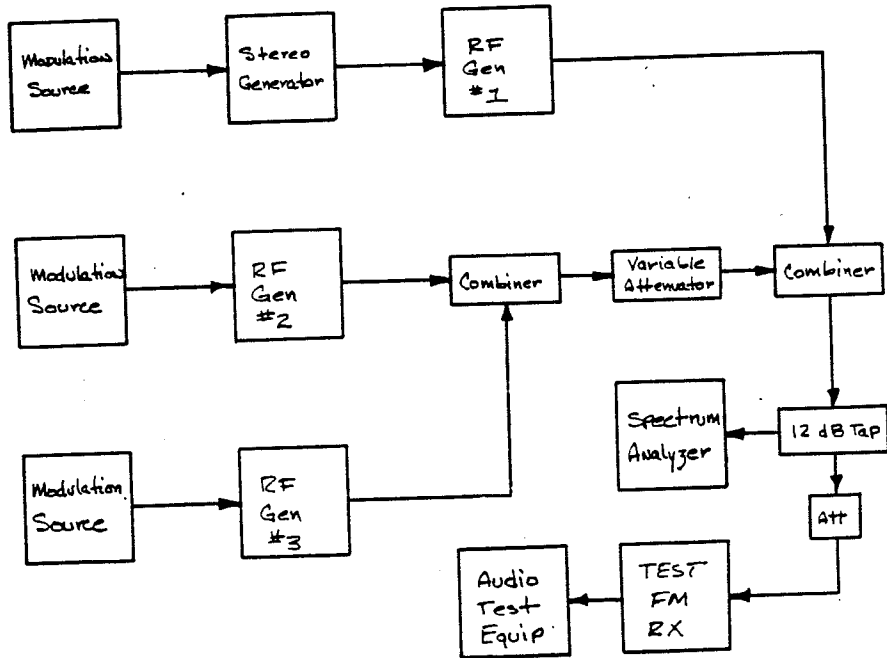 Modulation
Source
Stereo
Generator
RF
Gen
#1
Modulation
Source
RF
Gen
#2
Combiner
Variable
Attenuator
Combiner
Modulation
Source
RF
Gen
#3
Spectrum
Analyzer
12 dB Tap
Att
Audio
Test
Equip
TEST
FM
RX